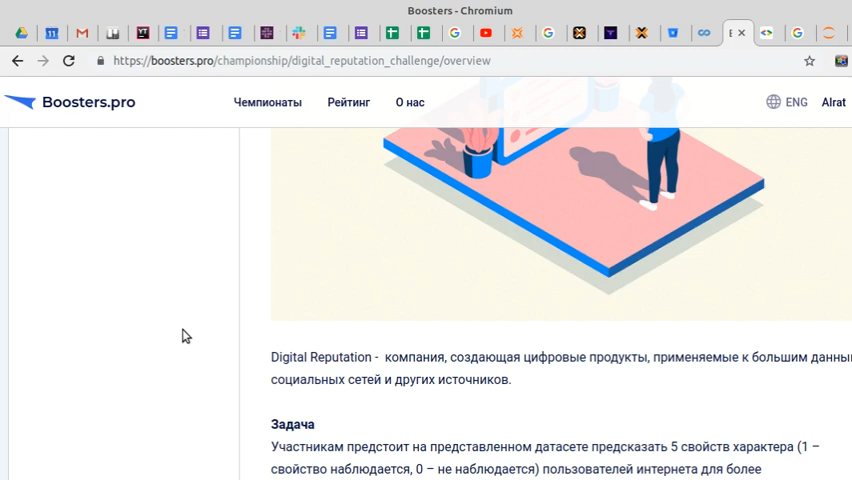 Boosters - Chromium
https://boosters.pro/championship/digital_reputation_challenge/overview
Boosters.pro
Чемпионаты
Рейтинг
О нас
ENG
Alrat
Digital Reputation - компания, создающая цифровые продукты, применяемые к большим данны
социальных сетей и других источников.
Задача
Участникам предстоит на представленном датасете предсказать 5 свойств характера (1 –
свойство наблюдается, 0 – не наблюдается) пользователей интернета для более